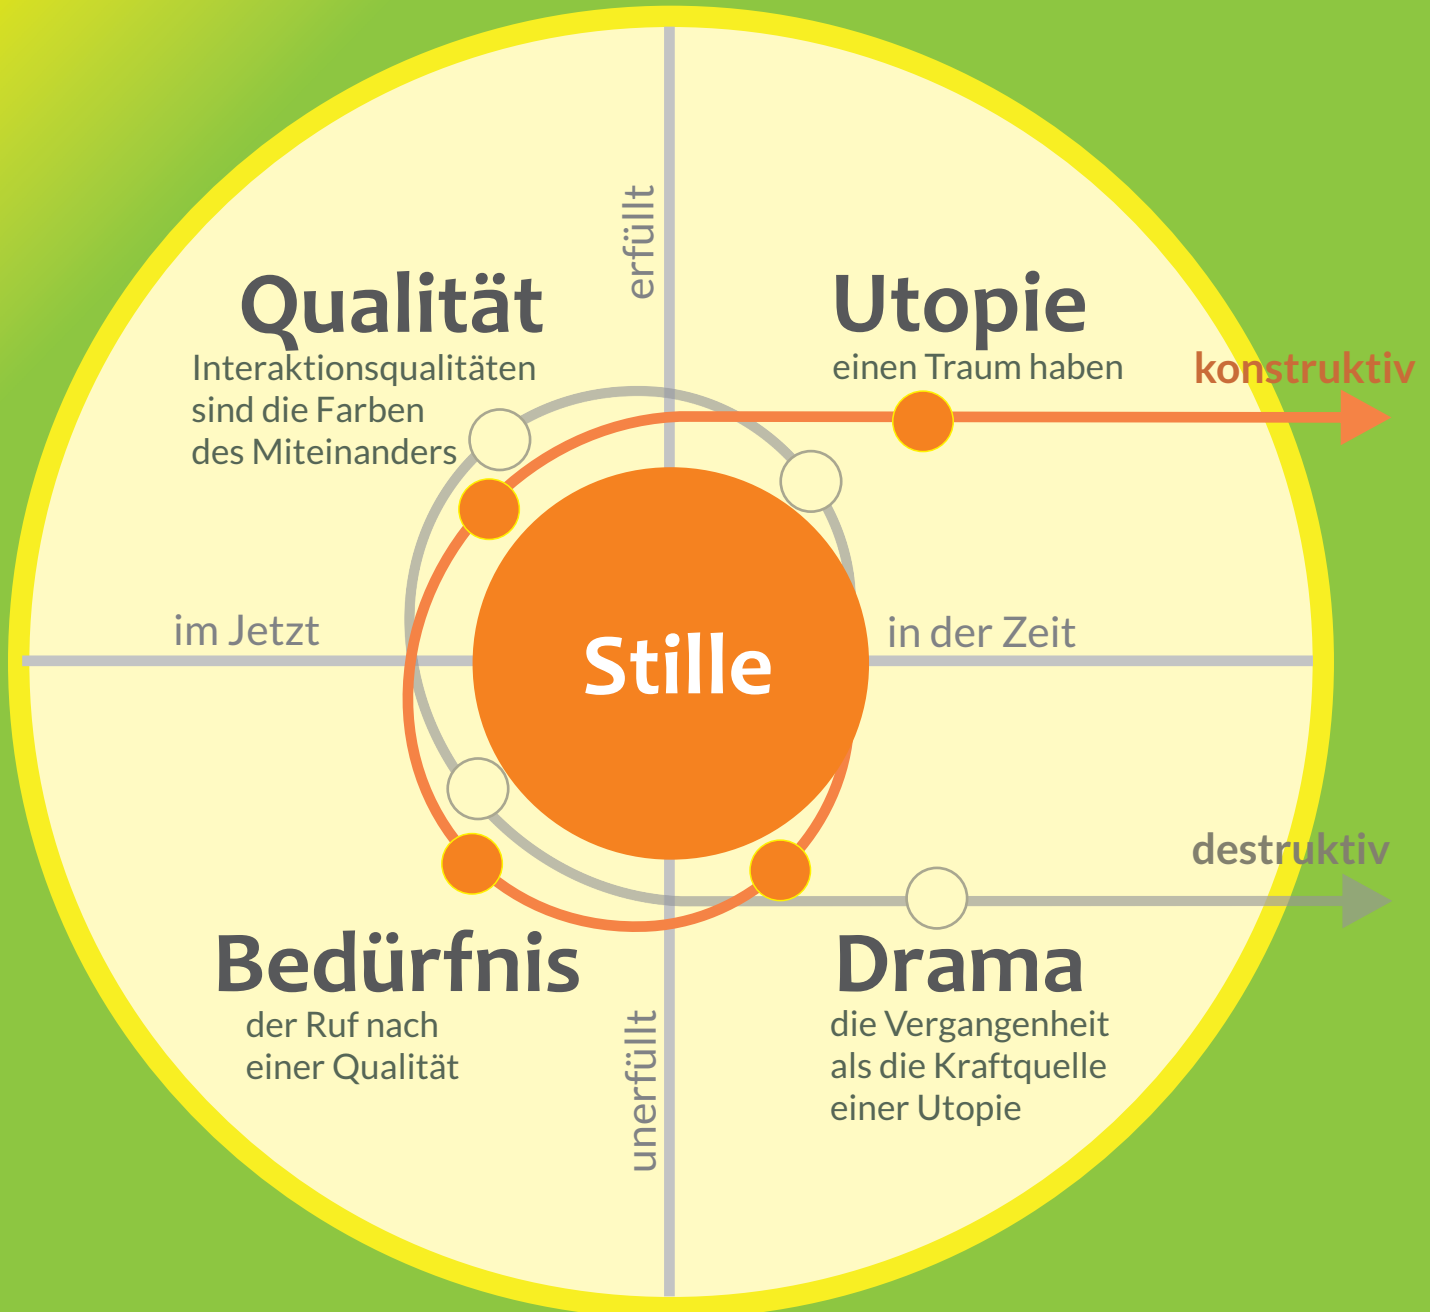 erfüllt
Qualität
Interaktionsqualitäten
sind die Farben
des Miteinanders
Utopie
einen Traum haben
konstruktiv
im Jetzt
Stille
in der Zeit
destruktiv
Bedürfnis
der Ruf nach
einer Qualität
unerfüllt
Drama
die Vergangenheit
als die Kraftquelle
einer Utopie